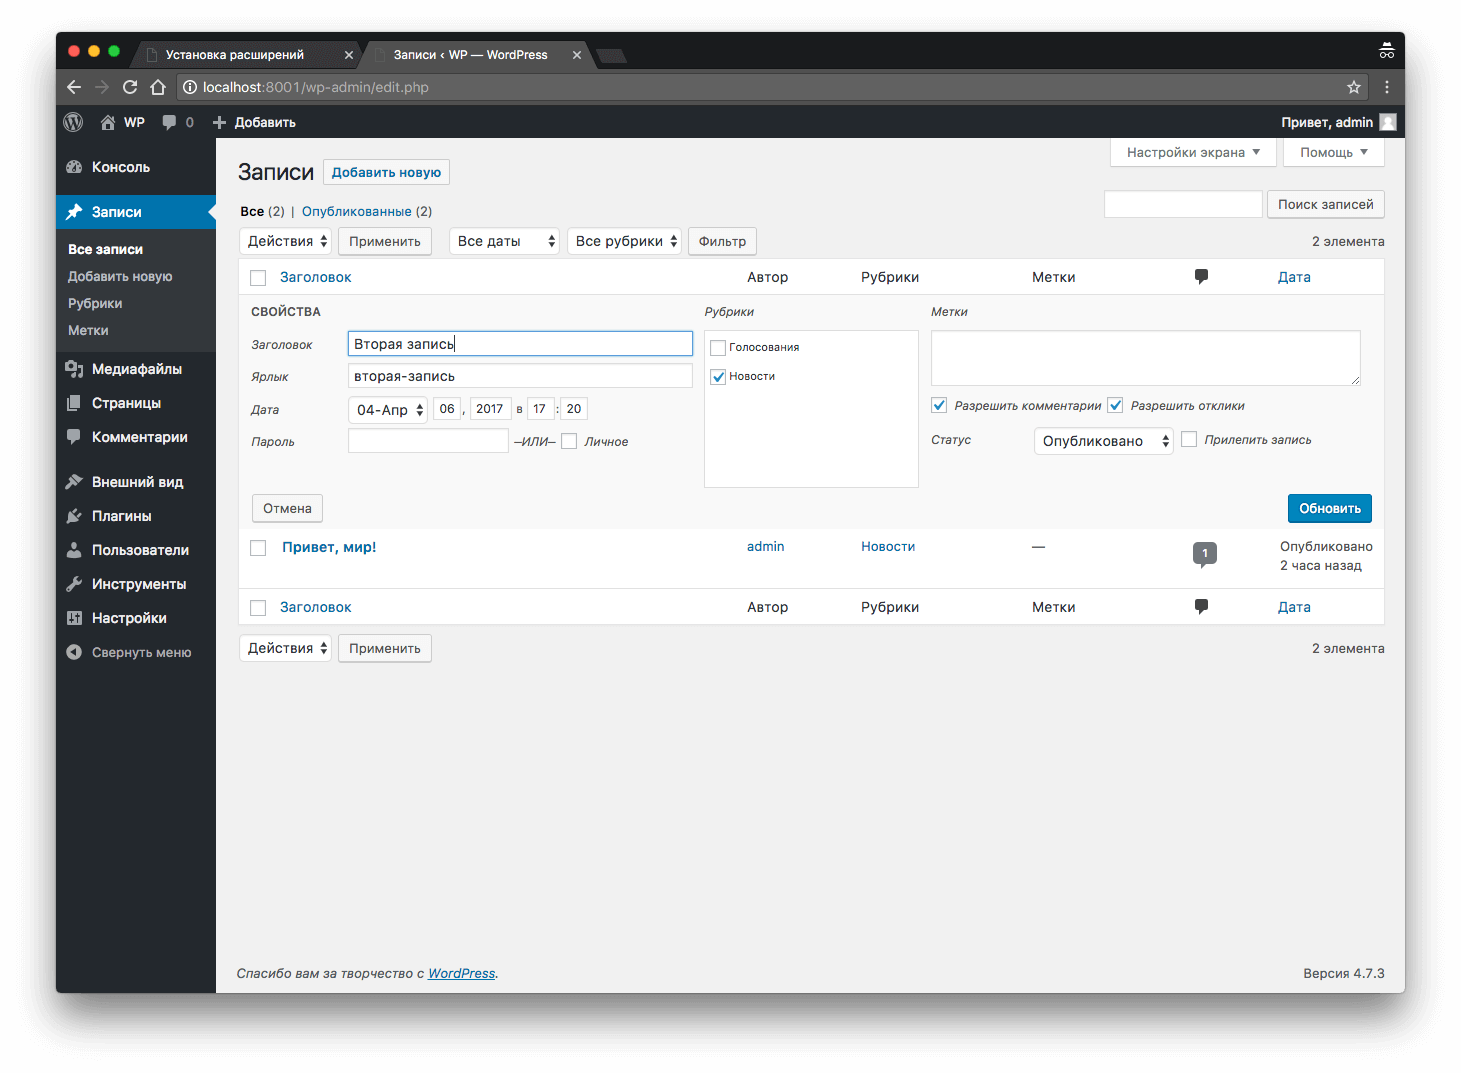 Установка расширений
Записи ‹ WP — WordPress
localhost:8001/wp-admin/edit.php
WP 0 Добавить
Привет, admin
Консоль
Записи
Все записи
Добавить новую
Рубрики
Метки
Медиафайлы
Страницы
Комментарии
Внешний вид
Плагины
Пользователи
Инструменты
Настройки
Свернуть меню
Настройки экрана
Помощь
Записи
Добавить новую
Все (2) | Опубликованные (2)
Поиск записей
Действия Применить Все даты Все рубрики Фильтр 2 элемента
Заголовок Автор Рубрики Метки Дата
СВОЙСТВА
Заголовок Вторая запись
Ярлык вторая-запись
Дата 04-Апр 06 , 2017 в 17 : 20
Пароль –ИЛИ– Личное
Рубрики
Голосования
Новости
Метки
Разрешить комментарии Разрешить отклики
Статус Опубликовано Прилепить запись
Отмена Обновить
Привет, мир! admin Новости — 1 Опубликовано
2 часа назад
Заголовок Автор Рубрики Метки Дата
Действия Применить 2 элемента
Спасибо вам за творчество с WordPress.
Версия 4.7.3